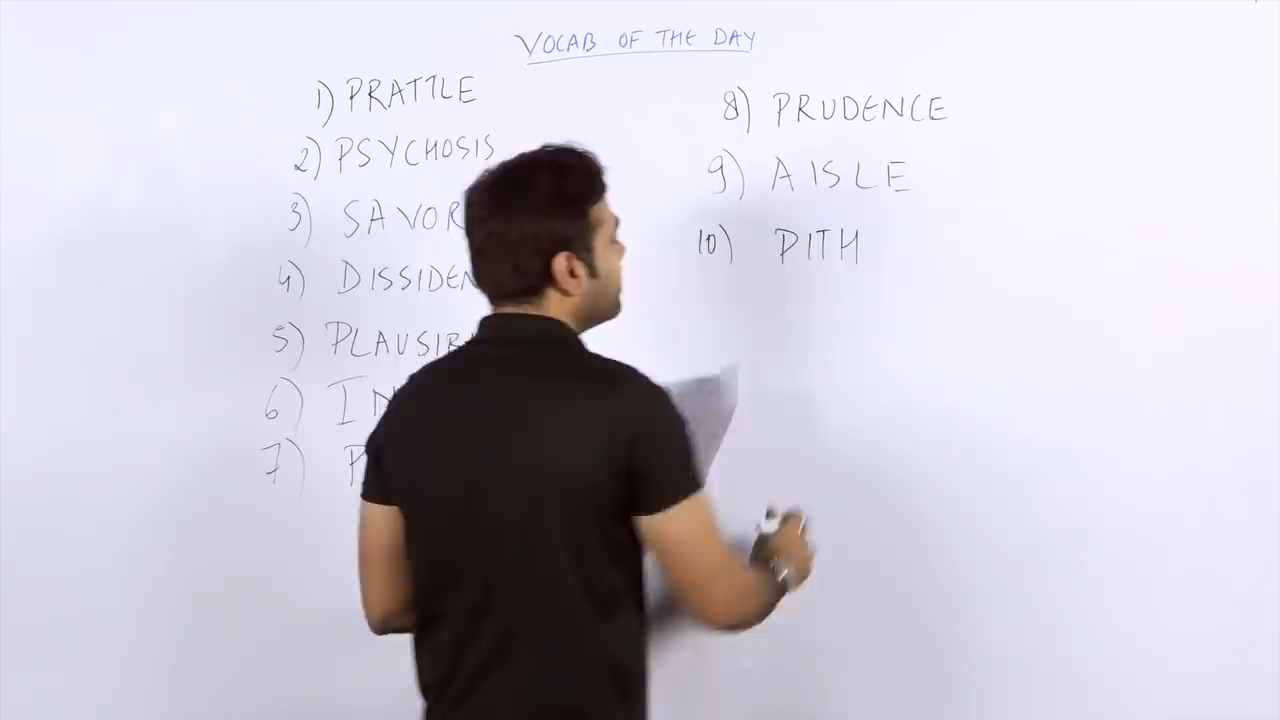 VOCAB OF THE DAY
1) PRATTLE
2) PSYCHOSIS
3) SAVOR
4)
5)
6)
7)
8) PRUDENCE
9) AISLE
10) PITH